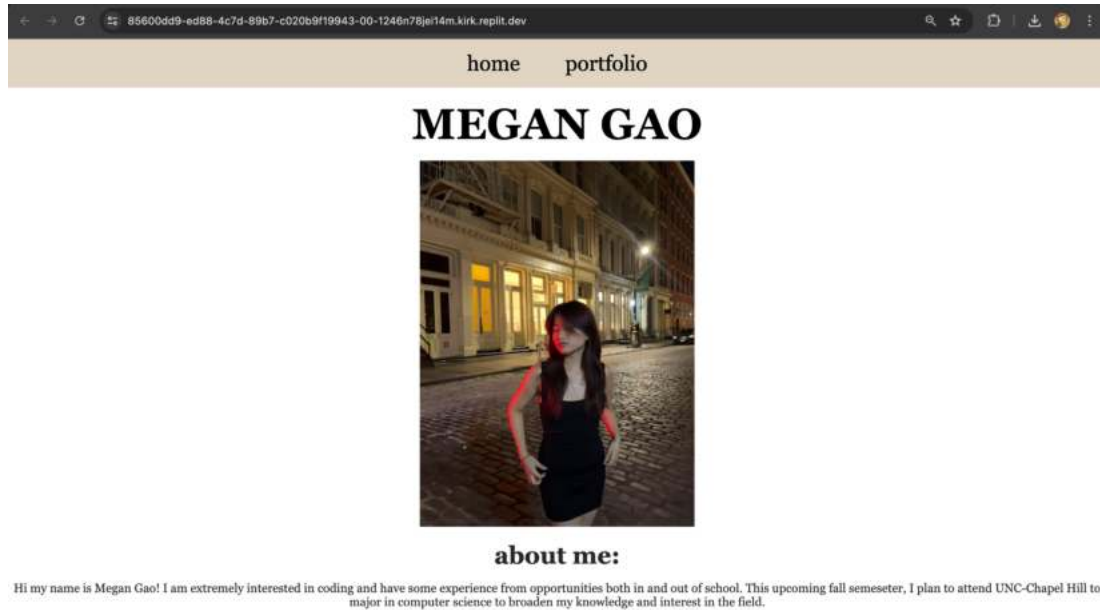 85600dd9-ed88-4c7d-89b7-c020b9f19943-00-1246n78jei14m.kirk.replit.dev
home portfolio
MEGAN GAO
about me:
Hi my name is Megan Gao! I am extremely interested in coding and have some experience from opportunities both in and out of school. This upcoming fall semeseter, I plan to attend UNC-Chapel Hill to
major in computer science to broaden my knowledge and interest in the field.